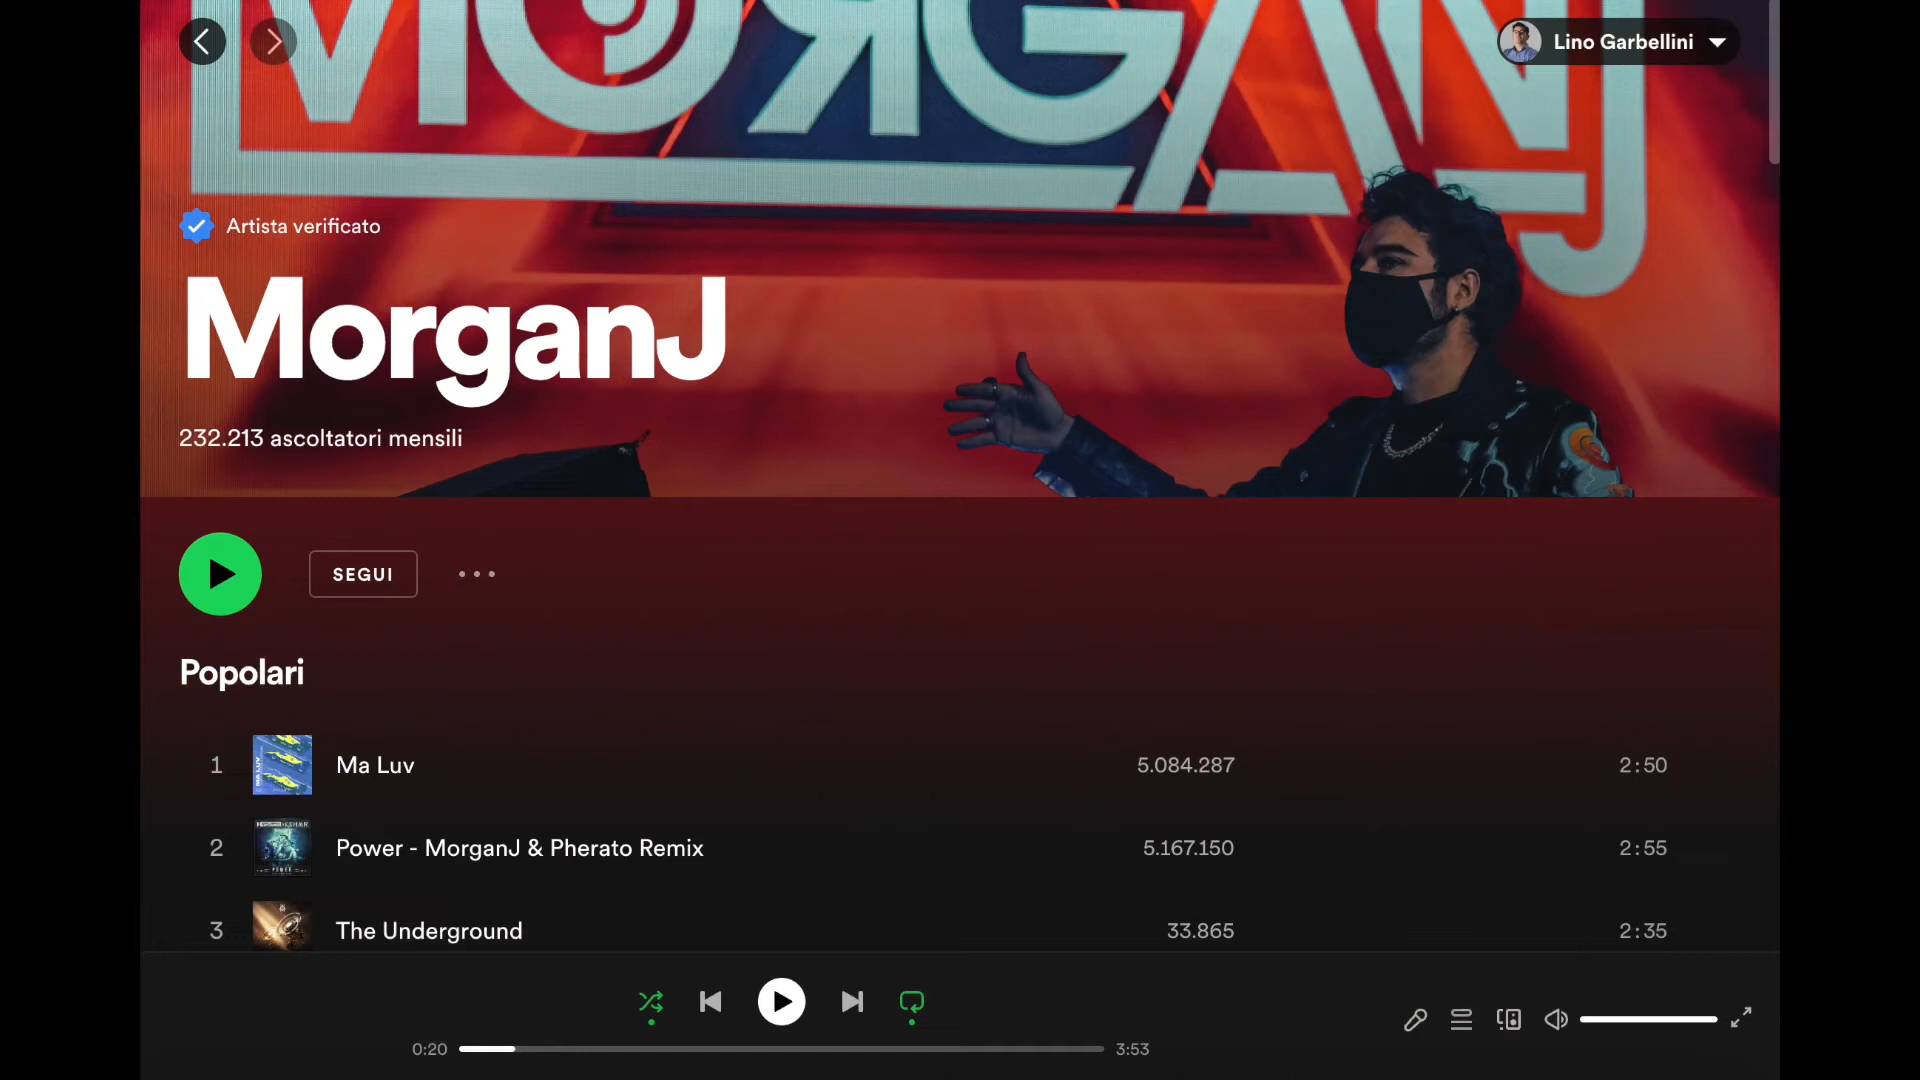 MORGANJ
Lino Garbellini
Artista verificato
MorganJ
232.213 ascoltatori mensili
SEGUI
Popolari
1 Ma Luv 5.084.287 2:50
2 Power - MorganJ & Pherato Remix 5.167.150 2:55
3 The Underground 33.865 2:35
0:20 3:53